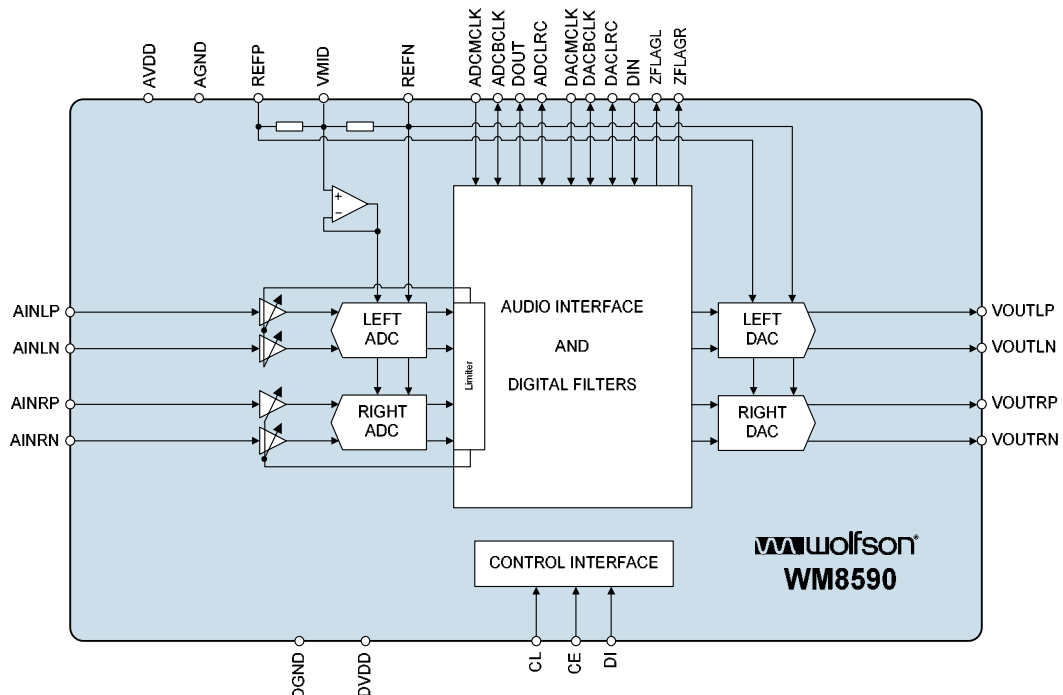 AVDD
AGND
REFP
VMID
REFN
ADCMCLK
ADCBCLK
DOUT
ADCLRC
DACMCLK
DACBCLK
DACLRC
DIN
ZFLAGL
ZFLAGR
+
−
AINLP
AINLN
AINRP
AINRN
LEFT
ADC
RIGHT
ADC
Limiter
AUDIO INTERFACE
AND
DIGITAL FILTERS
LEFT
DAC
RIGHT
DAC
VOUTLP
VOUTLN
VOUTRP
VOUTRN
CONTROL INTERFACE
wolfson®
WM8590
DGND
DVDD
CL
CE
DI